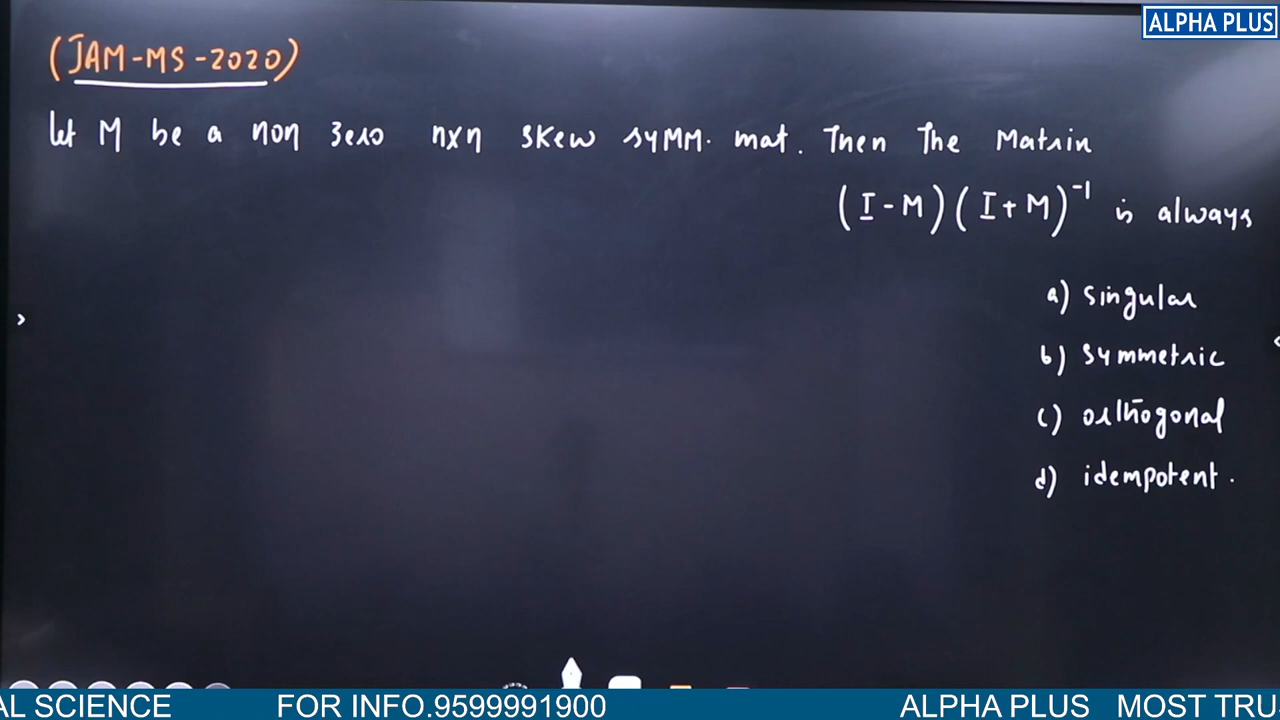 ALPHA PLUS
(JAM-MS-2020)
let M be a non zero nxn skew symm. mat. Then The Matrix
(I-M)(I+M)⁻¹ is always
a) singular
b) symmetric
c) orthogonal
d) idempotent.
AL SCIENCE FOR INFO.9599991900 ALPHA PLUS MOST TRU